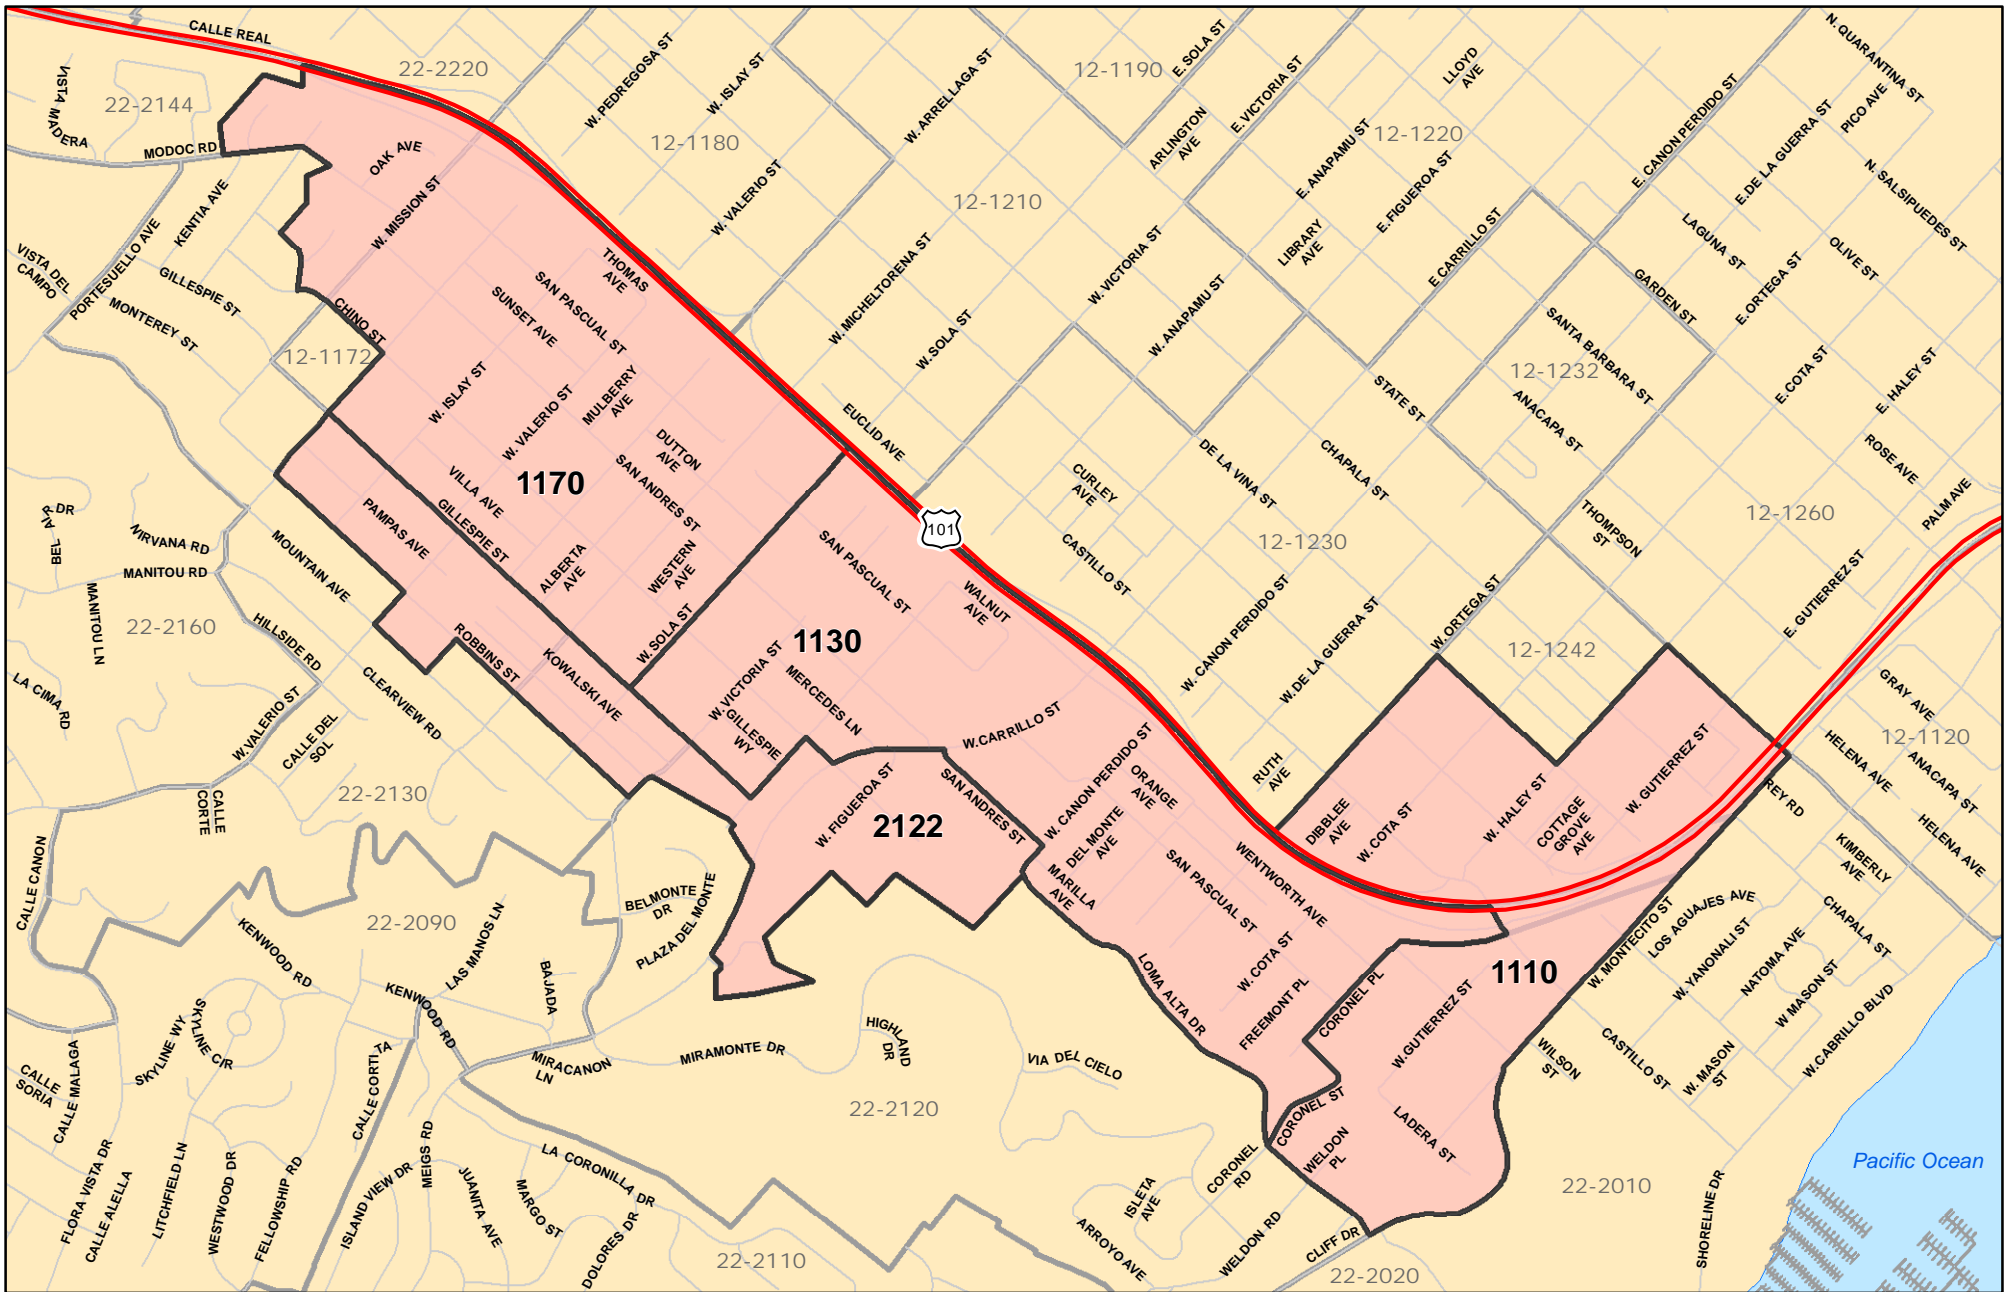 CALLE REAL
22-2220
VISTA MADERA
22-2144
MODOC RD
OAK AVE
W. MISSION ST
KENTIA AVE
PORTESUELLO AVE
VISTA DEL
CAMPO
GILLESPIE ST
MONTEREY ST
CHINO ST
12-1172
W. PEDREGOSA ST
W. ISLAY ST
12-1180
W. VALERIO ST
W. ARRELLAGA ST
12-1190
E. SOLA ST
ARLINGTON
AVE
E. VICTORIA ST
LLOYD
AVE
12-1220
E. ANAPAMU ST
E. FIGUEROA ST
LIBRARY
AVE
E. CARRILLO ST
12-1210
W. MICHELTORENA ST
W. SOLA ST
W. VICTORIA ST
W. ANAPAMU ST
N. QUARANTINA ST
PICO AVE
E. CANON PERDIDO ST
E. DE LA GUERRA ST
N. SALSIPUEDES ST
LAGUNA ST
OLIVE ST
E. ORTEGA ST
GARDEN ST
SANTA BARBARA ST
12-1232
ANACAPA ST
E. COTA ST
E. HALEY ST
ROSE AVE
PALM AVE
STATE ST
CHAPALA ST
DE LA VINA ST
THOMPSON
ST
12-1260
12-1230
E. GUTIERREZ ST
THOMAS
AVE
SAN PASCUAL ST
SUNSET AVE
W. ISLAY ST
W. VALERIO ST
MULBERRY
AVE
DUTTON
AVE
SAN ANDRES ST
1170
VILLA AVE
GILLESPIE ST
PAMPAS AVE
ALBERTA
AVE
WESTERN
AVE
W. SOLA ST
EUCLID AVE
101
CURLEY
AVE
CASTILLO ST
W. CANON PERDIDO ST
W. DE LA GUERRA ST
W. ORTEGA ST
12-1242
SAN PASCUAL ST
WALNUT
AVE
1130
W. VICTORIA ST
MERCEDES LN
GILLESPIE
WY
W. CARRILLO ST
BEL AIR DR
NIRVANA RD
MANITOU RD
MANITOU LN
22-2160
LA CIMA RD
MOUNTAIN AVE
HILLSIDE RD
ROBBINS ST
KOWALSKI AVE
CLEARVIEW RD
W. VALERIO ST
CALLE DEL
SOL
22-2130
CALLE
CORTE
CALLE CANON
W. FIGUEROA ST
2122
SAN ANDRES ST
W. CANON PERDIDO ST
ORANGE
AVE
DEL MONTE
AVE
MARILLA
AVE
SAN PASCUAL ST
WENTWORTH AVE
RUTH
AVE
DIBBLEE
AVE
W. COTA ST
W. HALEY ST
COTTAGE
GROVE
AVE
W. GUTIERREZ ST
GRAY AVE
12-1120
HELENA AVE
ANACAPA ST
REY RD
KIMBERLY
AVE
HELENA AVE
CHAPALA ST
LOS AGUAJES AVE
W. MONTECITO ST
W. YANONALI ST
NATOMA AVE
W MASON ST
W. CABRILLO BLVD
CASTILLO ST
W. MASON
ST
WILSON
ST
1110
W. COTA ST
FREEMONT PL
CORONEL PL
W. GUTIERREZ ST
LOMA ALTA DR
CORONEL ST
WELDON
PL
LADERA ST
CORONEL
RD
22-2090
KENWOOD RD
KENWOOD RD
LAS MANOS LN
BELMONTE
DR
PLAZA DEL MONTE
BAJADA
SKYLINE WY
SKYLINE CIR
CALLE CORTITA
MIRACANON
LN
MIRAMONTE DR
HIGHLAND
DR
VIA DEL CIELO
22-2120
CALLE
SORIA
CALLE MALAGA
FLORA VISTA DR
CALLE ALELLA
LITCHFIELD LN
WESTWOOD DR
FELLOWSHIP RD
ISLAND VIEW DR
MEIGS RD
JUANITA AVE
MARGO ST
LA CORONILLA DR
DOLORES DR
22-2110
ISLETA
AVE
ARROYO AVE
WELDON RD
CLIFF DR
22-2020
22-2010
SHORELINE DR
Pacific Ocean